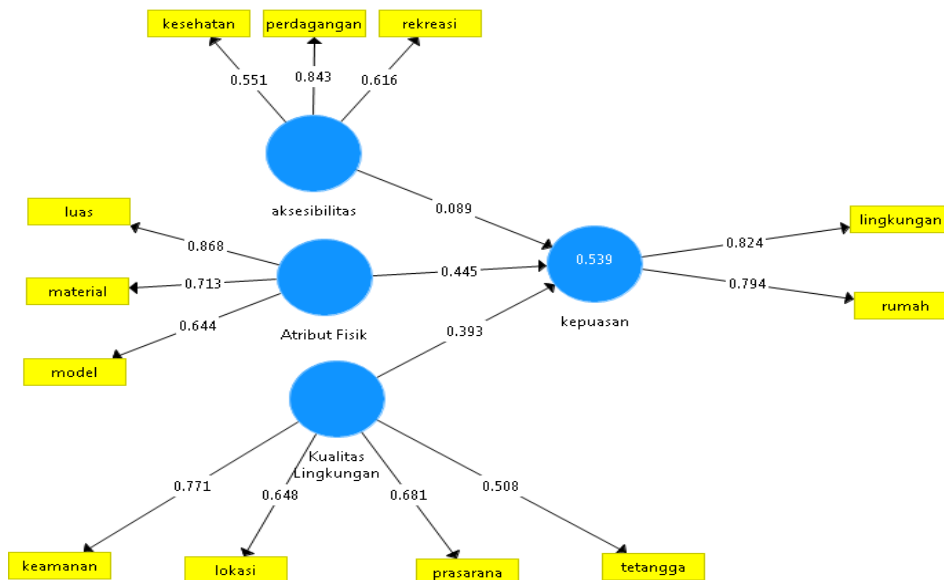 kesehatan
perdagangan
rekreasi
0.551
0.843
0.616
aksesibilitas
0.089
luas
0.868
material
0.713
model
0.644
Atribut Fisik
0.445
0.539
kepuasan
0.824
lingkungan
0.794
rumah
0.393
Kualitas
Lingkungan
0.771
0.648
0.681
0.508
keamanan
lokasi
prasarana
tetangga